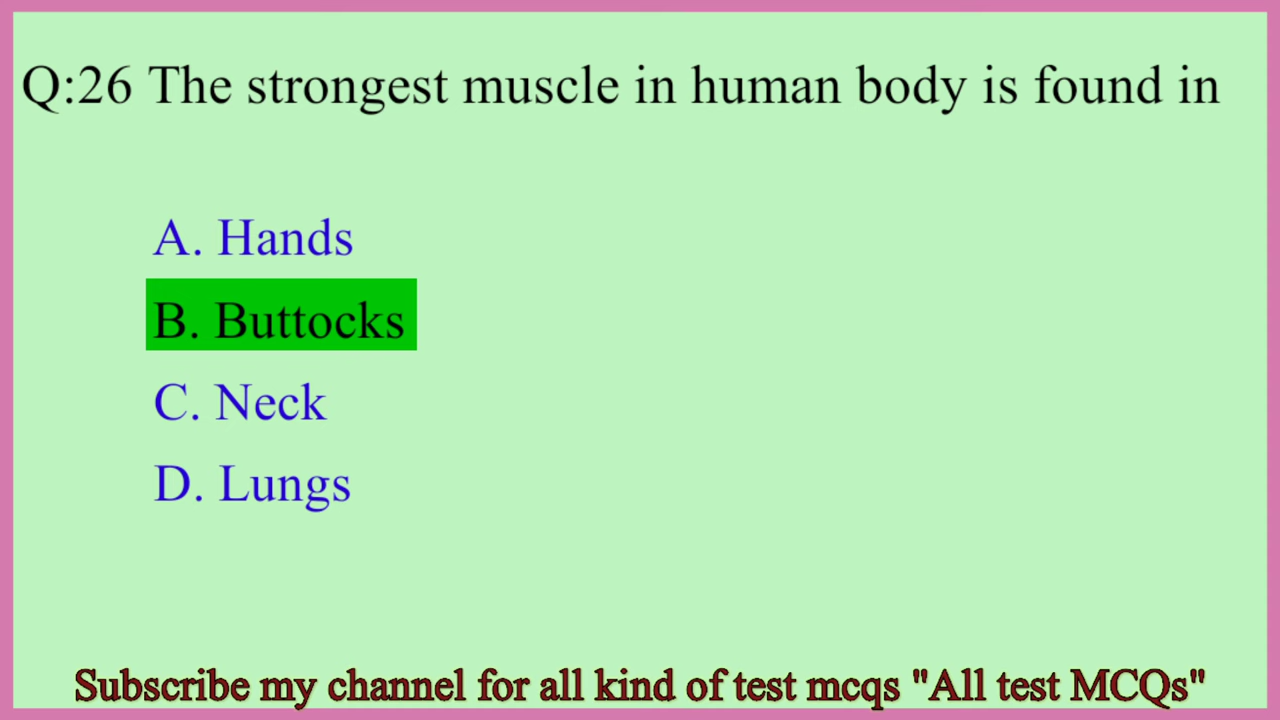 Q:26 The strongest muscle in human body is found in
A. Hands
B. Buttocks
C. Neck
D. Lungs
Subscribe my channel for all kind of test mcqs "All test MCQs"